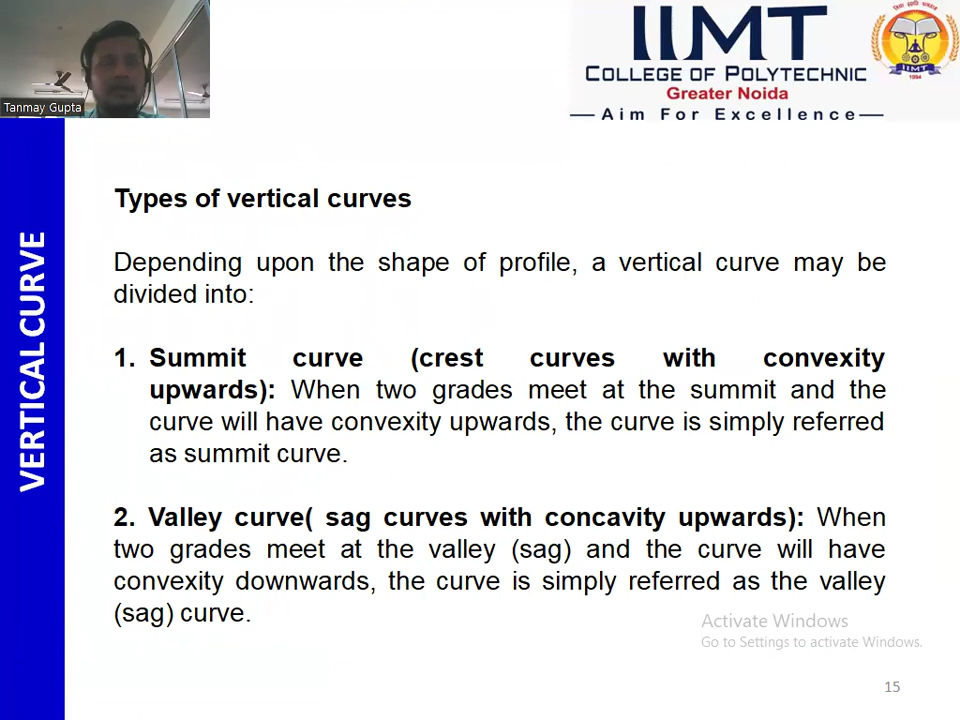 Tanmay Gupta
IIMT
COLLEGE OF POLYTECHNIC
Greater Noida
Aim For Excellence
IIMT
1994
VERTICAL CURVE
Types of vertical curves
Depending upon the shape of profile, a vertical curve may be
divided into:
1. Summit curve (crest curves with convexity
upwards): When two grades meet at the summit and the
curve will have convexity upwards, the curve is simply referred
as summit curve.
2. Valley curve( sag curves with concavity upwards): When
two grades meet at the valley (sag) and the curve will have
convexity downwards, the curve is simply referred as the valley
(sag) curve.
Activate Windows
Go to Settings to activate Windows.
15